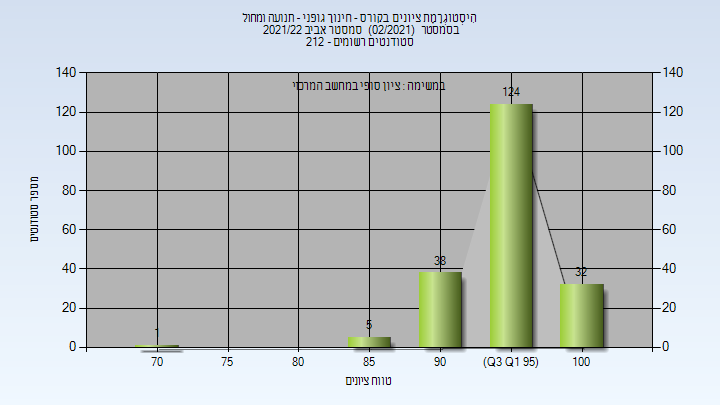 היסטוגרמת ציונים בקורס - חינוך גופני - תנועה ומחול
בסמסטר (02/2021) סמסטר אביב 2021/22
סטודנטים רשומים - 212
במשימה : ציון סופי במחשב המרכזי
140 140
120 120
100 100
80 80
60 60
40 40
20 20
0 0
1 5 38 124 32
מספר סטודנטים
70 75 80 85 90 (Q3 Q1 95) 100
טווח ציונים